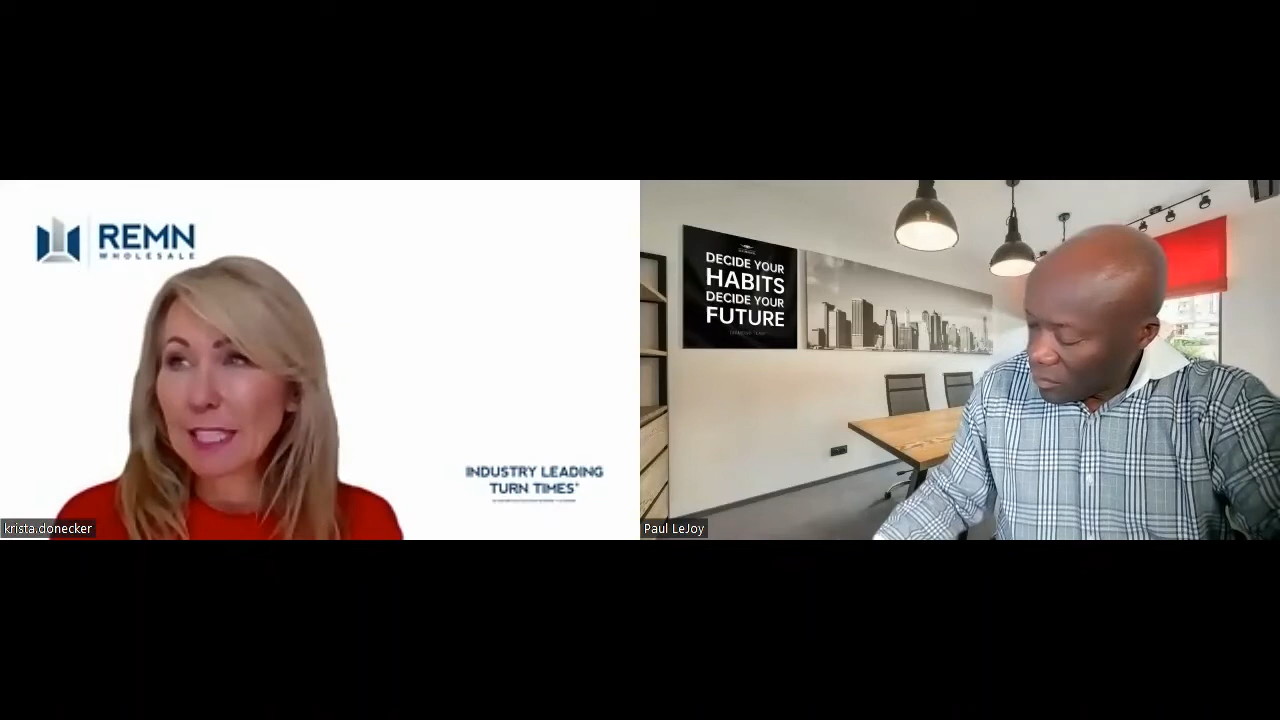 REMN
WHOLESALE
INDUSTRY LEADING
TURN TIMES*
krista.donecker
DECIDE YOUR
HABITS
DECIDE YOUR
FUTURE
Paul LeJoy